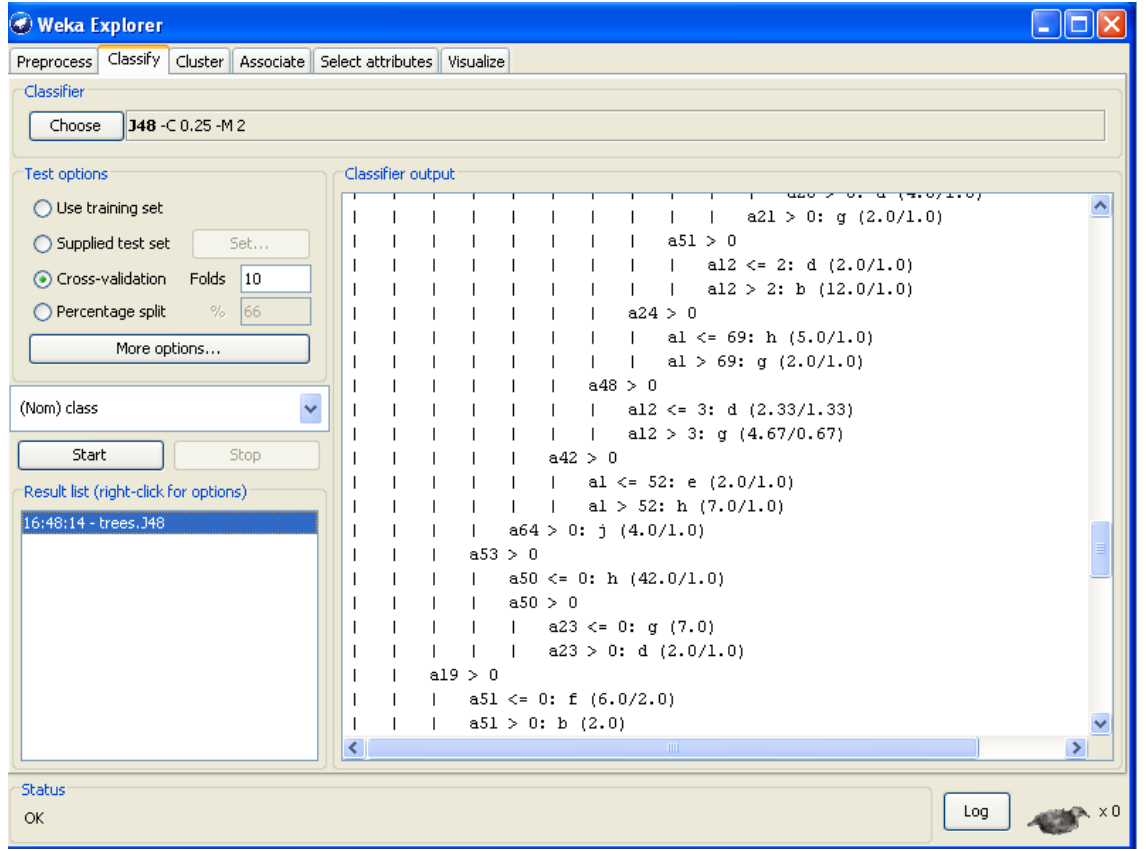 Weka Explorer
Preprocess Classify Cluster Associate Select attributes Visualize
Classifier
Choose J48 -C 0.25 -M 2
Test options
Use training set
Supplied test set Set...
Cross-validation Folds 10
Percentage split % 66
More options...
(Nom) class
Start Stop
Result list (right-click for options)
16:48:14 - trees.J48
Classifier output
| | | | | | | | | | a21 > 0: g (2.0/1.0)
| | | | | | | | a51 > 0
| | | | | | | | | a12 <= 2: d (2.0/1.0)
| | | | | | | | | a12 > 2: b (12.0/1.0)
| | | | | | | a24 > 0
| | | | | | | | a1 <= 69: h (5.0/1.0)
| | | | | | | | a1 > 69: g (2.0/1.0)
| | | | | | a48 > 0
| | | | | | | a12 <= 3: d (2.33/1.33)
| | | | | | | a12 > 3: g (4.67/0.67)
| | | | | a42 > 0
| | | | | | a1 <= 52: e (2.0/1.0)
| | | | | | a1 > 52: h (7.0/1.0)
| | | | a64 > 0: j (4.0/1.0)
| | | a53 > 0
| | | | a50 <= 0: h (42.0/1.0)
| | | | a50 > 0
| | | | | a23 <= 0: g (7.0)
| | | | | a23 > 0: d (2.0/1.0)
| | a19 > 0
| | | a51 <= 0: f (6.0/2.0)
| | | a51 > 0: b (2.0)
Status
OK
Log x 0